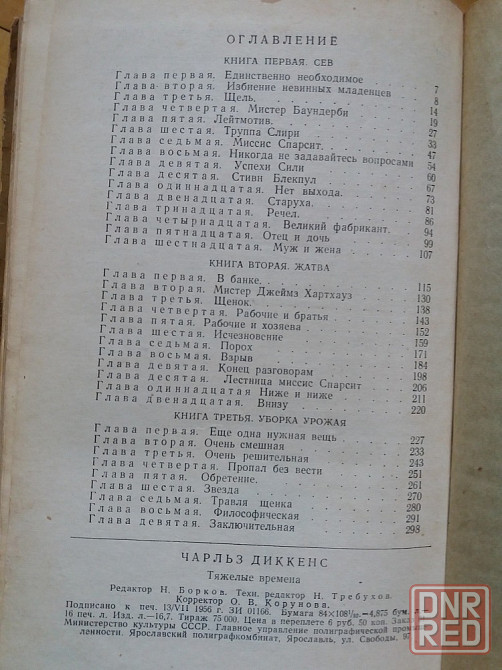 ОГЛАВЛЕНИЕ
КНИГА ПЕРВАЯ. СЕВ
Глава первая. Единственно необходимое 7
Глава вторая. Избиение невинных младенцев 8
Глава третья. Щель. 14
Глава четвертая. Мистер Баундерби 19
Глава пятая. Лейтмотив. 27
Глава шестая. Труппа Слири 33
Глава седьмая. Миссис Спарсит. 47
Глава восьмая. Никогда не задавайтесь вопросами 54
Глава девятая. Успехи Сили 60
Глава десятая. Стивн Блекпул 67
Глава одиннадцатая. Нет выхода. 73
Глава двенадцатая. Старуха. 81
Глава тринадцатая. Речел. 86
Глава четырнадцатая. Великий фабрикант. 94
Глава пятнадцатая. Отец и дочь 99
Глава шестнадцатая. Муж и жена 107
КНИГА ВТОРАЯ. ЖАТВА
Глава первая. В банке. 115
Глава вторая. Мистер Джеймз Хартхауз 130
Глава третья. Щенок. 138
Глава четвертая. Рабочие и братья 143
Глава пятая. Рабочие и хозяева 152
Глава шестая. Исчезновение 159
Глава седьмая. Порох 171
Глава восьмая. Взрыв 184
Глава девятая. Конец разговорам 198
Глава десятая. Лестница миссис Спарсит 206
Глава одиннадцатая Ниже и ниже 211
Глава двенадцатая. Внизу 220
КНИГА ТРЕТЬЯ. УБОРКА УРОЖАЯ
Глава первая. Еще одна нужная вещь 227
Глава вторая. Очень смешная 233
Глава третья. Очень решительная 243
Глава четвертая. Пропал без вести 251
Глава пятая. Обретение. 261
Глава шестая. Звезда 270
Глава седьмая. Травля щенка 280
Глава восьмая. Философическая 291
Глава девятая. Заключительная 298
ЧАРЛЬЗ ДИККЕНС
Тяжелые времена
Редактор Н. Борков. Техн. редактор Н. Требухов.
Корректор О. В. Корунова.
Подписано к печ. 13/VII 1956 г. ЗИ 01166. Бумага 84×108¹/₃₂.—4,875 бум. л.—
16 печ. л. Изд. л.—16,7. Тираж 75 000. Цена в переплете 6 руб. 50 коп.
Министерство культуры СССР. Главное управление полиграфической
ленности. Ярославский полиграфкомбинат, Ярославль, ул. Свободы, 97
DNR
RED